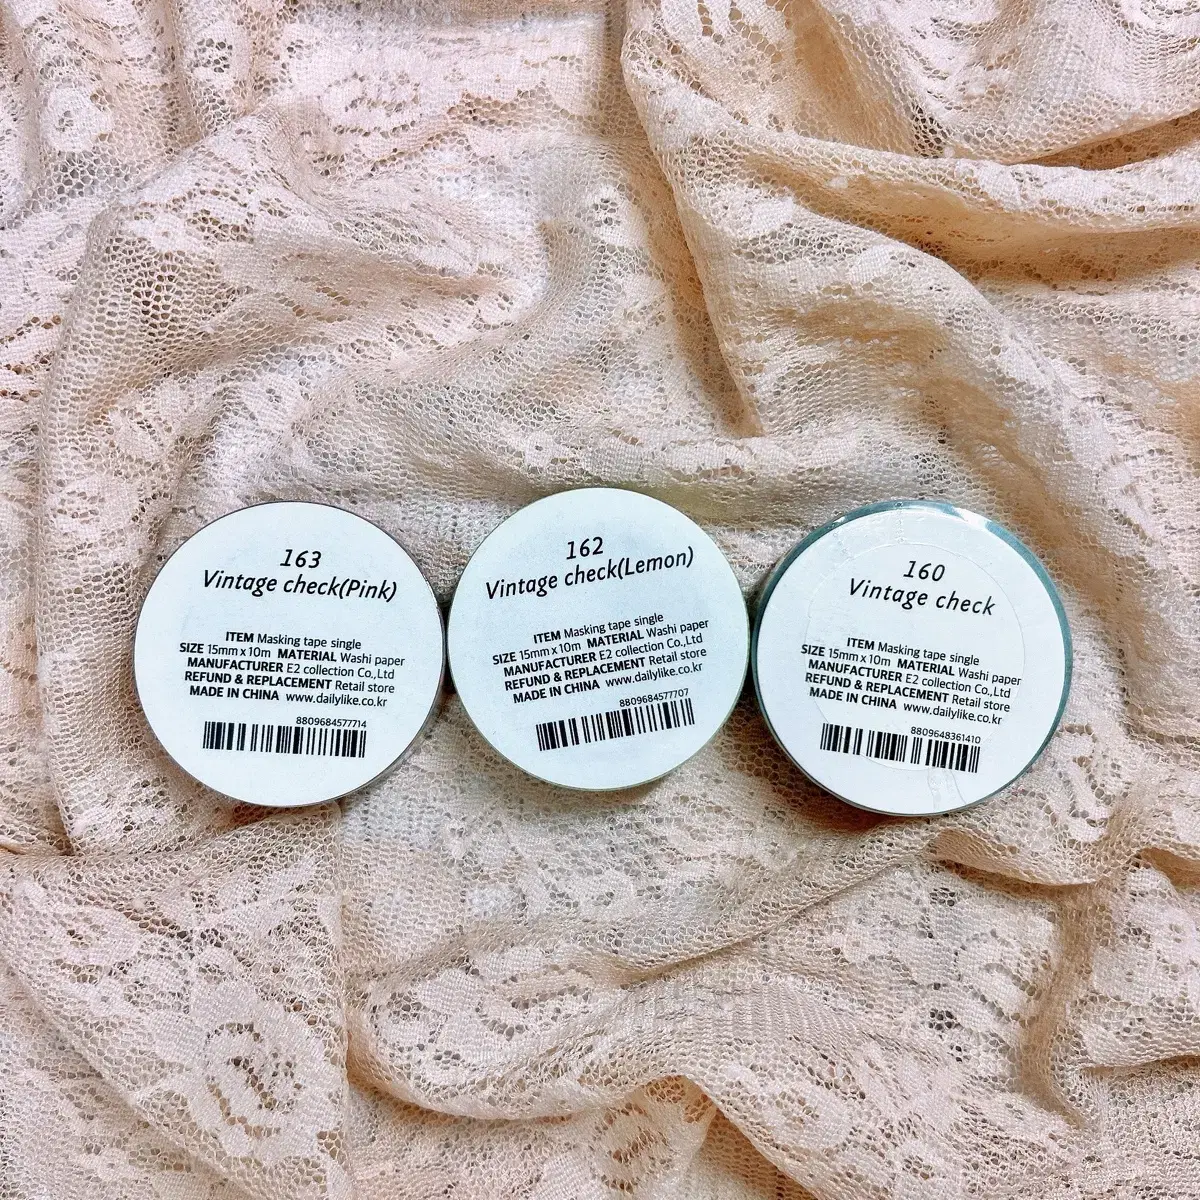 163
Vintage check(Pink)
ITEM Masking tape single
SIZE 15mm x 10m MATERIAL Washi paper
MANUFACTURER E2 collection Co.,Ltd
REFUND & REPLACEMENT Retail store
MADE IN CHINA www.dailylike.co.kr
8809684577714
162
Vintage check(Lemon)
ITEM Masking tape single
SIZE 15mm x 10m MATERIAL Washi paper
MANUFACTURER E2 collection Co.,Ltd
REFUND & REPLACEMENT Retail store
MADE IN CHINA www.dailylike.co.kr
8809684577707
160
Vintage check
ITEM Masking tape single
SIZE 15mm x 10m MATERIAL Washi paper
MANUFACTURER E2 collection Co.,Ltd
REFUND & REPLACEMENT Retail store
MADE IN CHINA www.dailylike.co.kr
8809648361410